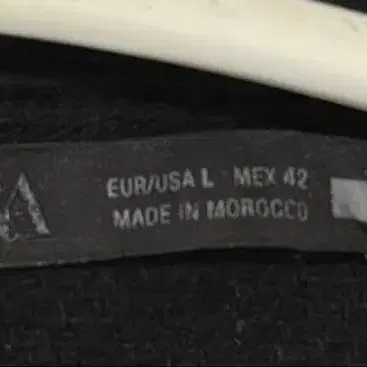 A
EUR/USA L MEX 42
MADE IN MOROCCO